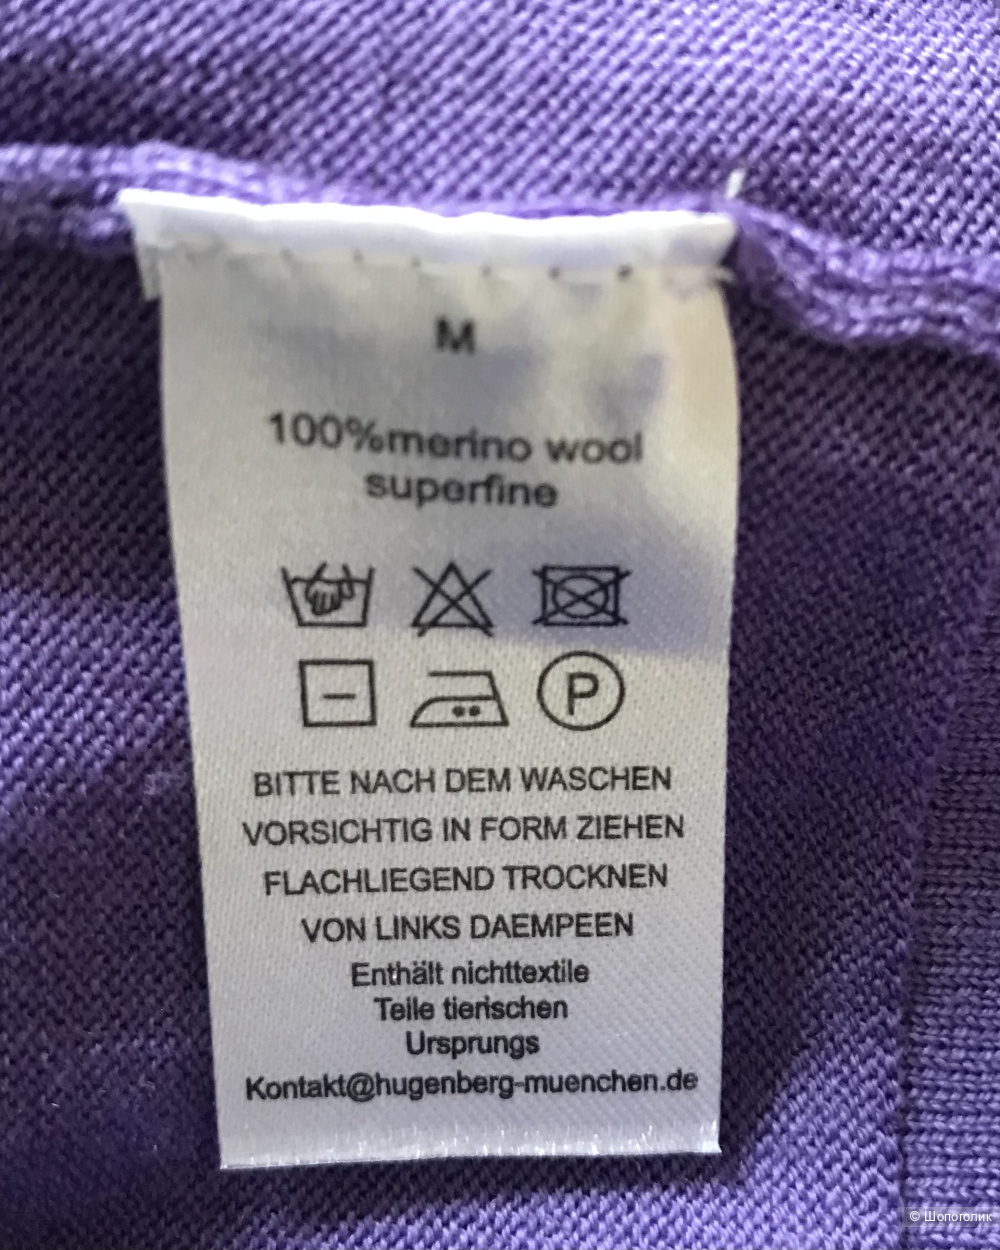 M
100%merino wool
superfine
P
BITTE NACH DEM WASCHEN
VORSICHTIG IN FORM ZIEHEN
FLACHLIEGEND TROCKNEN
VON LINKS DAEMPEEN
Enthält nichttextile
Teile tierischen
Ursprungs
Kontakt@hugenberg-muenchen.de
© Шопоголик